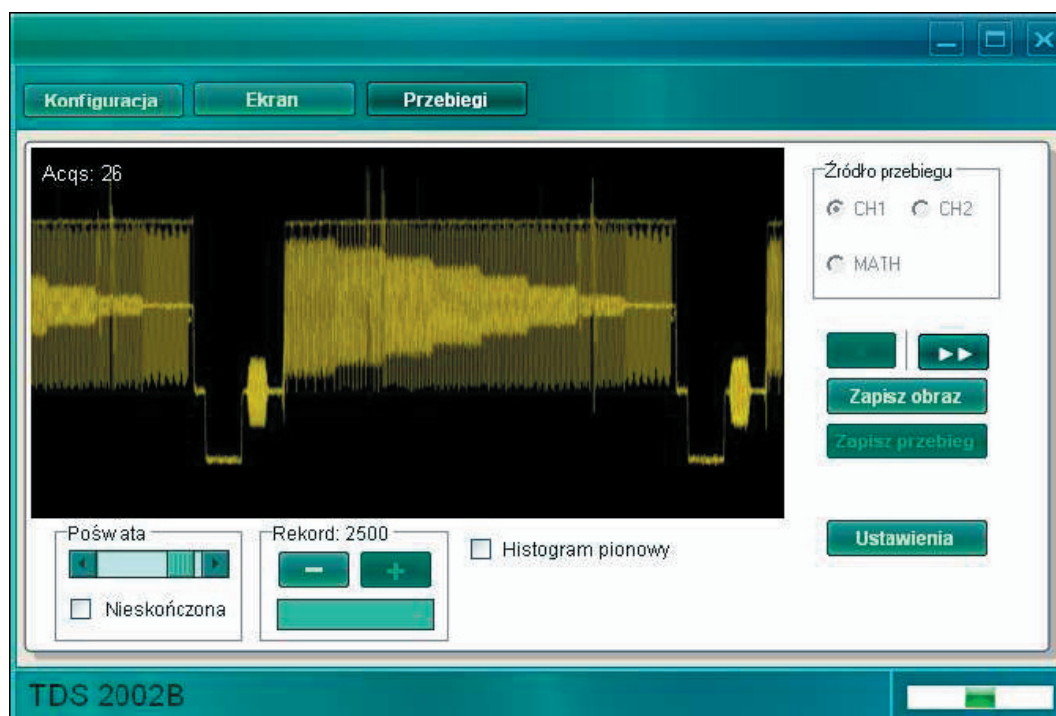 Konfiguracja
Ekran
Przebiegi
Acqs: 26
Źródło przebiegu
CH1
CH2
MATH
Zapisz obraz
Zapisz przebieg
Ustawienia
Poświata
Nieskończona
Rekord: 2500
Histogram pionowy
TDS 2002B